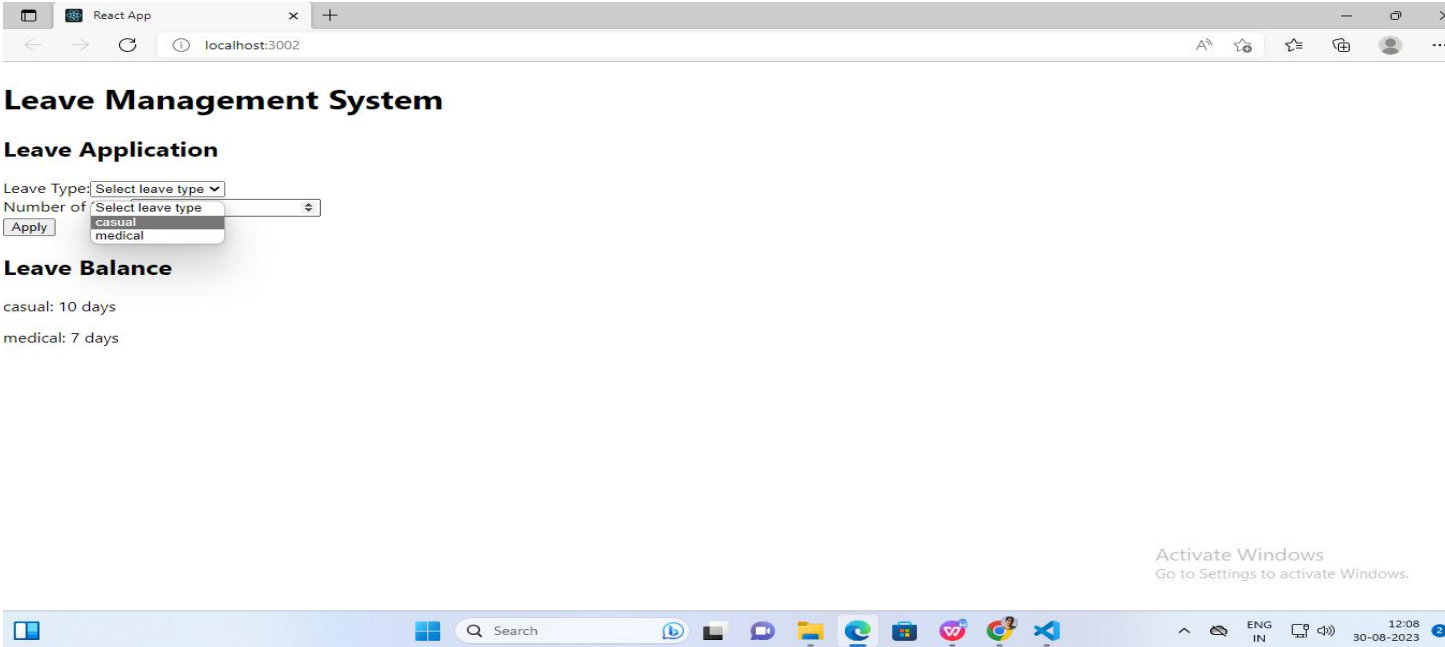 React App
localhost:3002
Leave Management System
Leave Application
Leave Type: Select leave type
Number of
Select leave type
casual
medical
Apply
Leave Balance
casual: 10 days
medical: 7 days
Activate Windows
Go to Settings to activate Windows.
Search
ENG
IN
12:08
30-08-2023
2